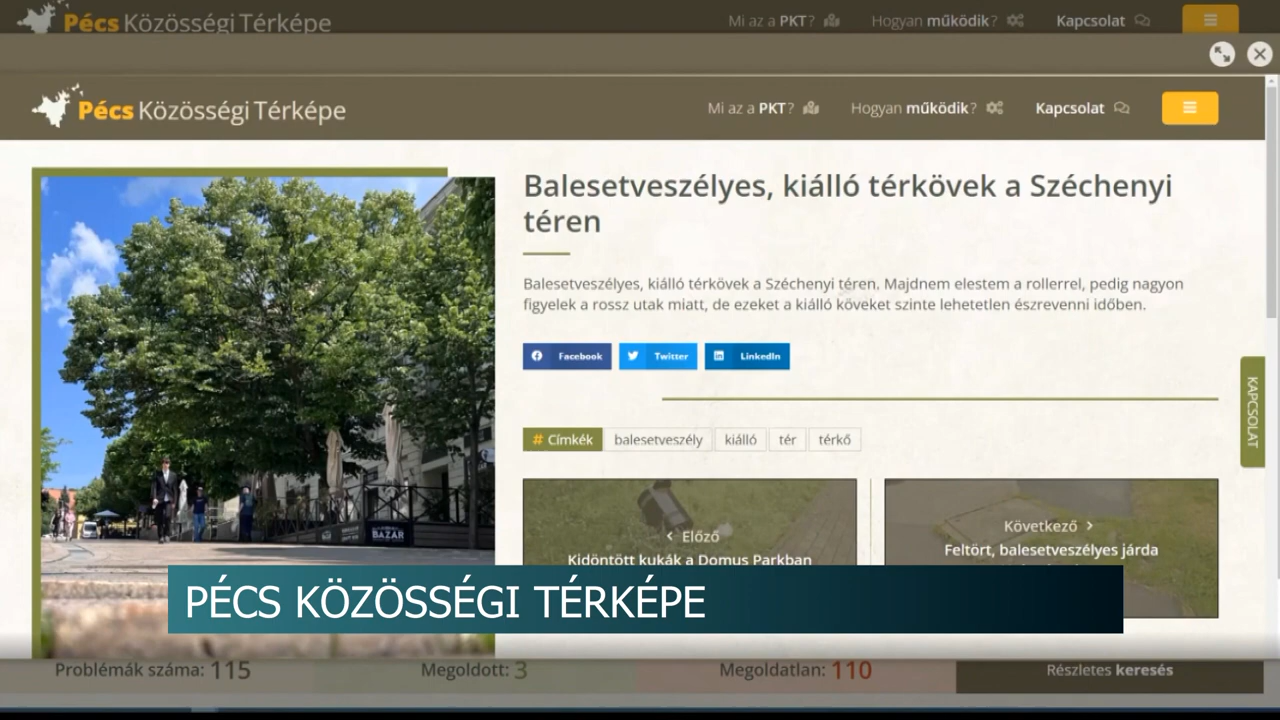 Pécs Közösségi Térképe
Mi az a PKT?
Hogyan működik?
Kapcsolat
Pécs Közösségi Térképe
Mi az a PKT?
Hogyan működik?
Kapcsolat
Balesetveszélyes, kiálló térkövek a Széchenyi
téren
Balesetveszélyes, kiálló térkövek a Széchenyi téren. Majdnem elestem a rollerrel, pedig nagyon
figyelek a rossz utak miatt, de ezeket a kiálló köveket szinte lehetetlen észrevenni időben.
Facebook
Twitter
LinkedIn
KAPCSOLAT
# Címkék
balesetveszély
kiálló
tér
térkő
BAZAR
‹ Előző
Kidöntött kukák a Domus Parkban
Következő ›
Feltört, balesetveszélyes járda
PÉCS KÖZÖSSÉGI TÉRKÉPE
Problémák száma: 115
Megoldott: 3
Megoldatlan: 110
Részletes keresés